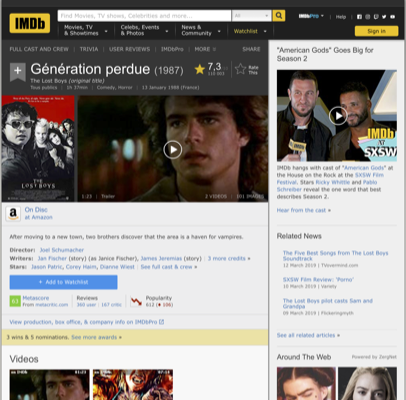 IMDb
Find Movies, TV shows, Celebrities and more...
All
IMDbPro
Help
Movies, TV & Showtimes
Celebs, Events & Photos
News & Community
Watchlist
Sign in
FULL CAST AND CREW | TRIVIA | USER REVIEWS | IMDbPro | MORE
SHARE
Génération perdue (1987)
7,3
Rate This
The Lost Boys (original title)
Tous publics | 1h 37min | Comedy, Horror | 13 January 1988 (France)
THE LOST BOYS
1:23 | Trailer
2 VIDEOS | 101 IMAGES
a
On Disc
at Amazon
After moving to a new town, two brothers discover that the area is a haven for vampires.
Director: Joel Schumacher
Writers: Jan Fischer (story) (as Janice Fischer), James Jeremias (story) | 3 more credits »
Stars: Jason Patric, Corey Haim, Dianne Wiest | See full cast & crew »
+ Add to Watchlist
63
Metascore
From metacritic.com
Reviews
360 user | 167 critic
Popularity
View production, box office, & company info on IMDbPro
3 wins & 5 nominations. See more awards »
Videos
"American Gods" Goes Big for Season 2
IMDb at SXSW
IMDb hangs with cast of "American Gods" at the House on the Rock at the SXSW Film Festival. Stars Ricky Whittle and Pablo Schreiber reveal the one word that best describes Season 2.
Hear from the cast »
Related News
The Five Best Songs from The Lost Boys Soundtrack
12 March 2019 |
SXSW Film Review: 'Porno'
10 March 2019 | Variety
The Lost Boys pilot casts Sam and Grandpa
09 March 2019 | Flickeringmyth
See all related articles »
Around The Web
Powered by ZergNet